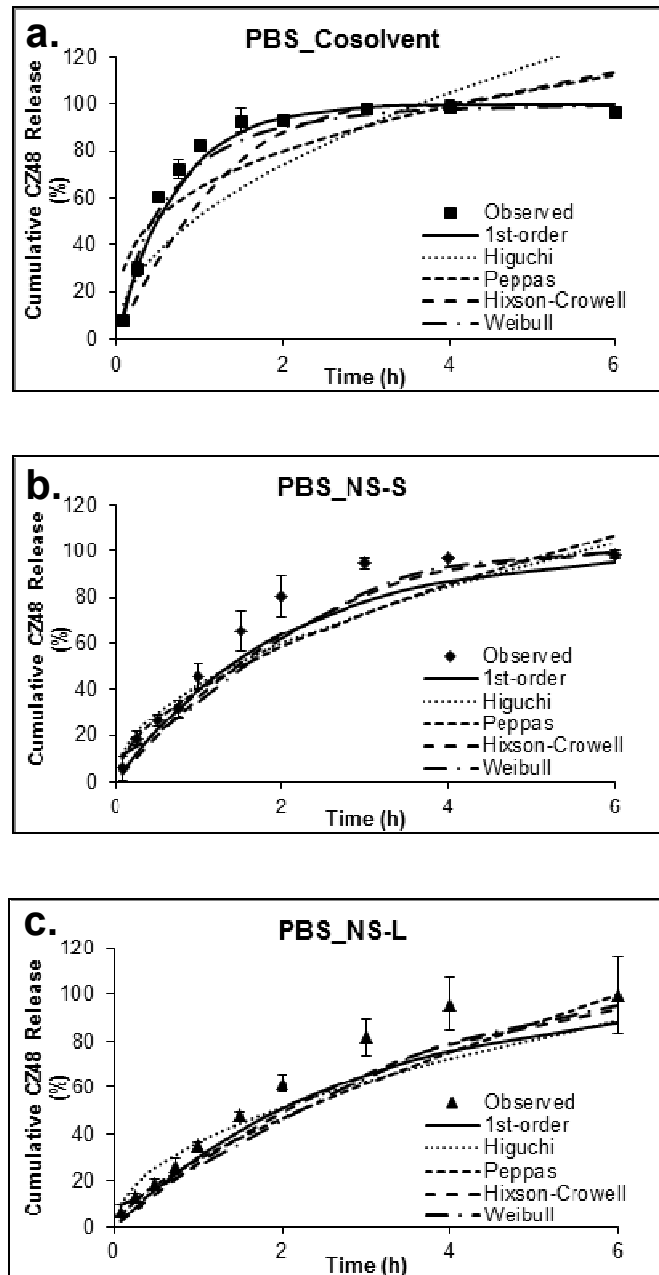 a.
PBS_Cosolvent
Cumulative CZ48 Release
(%)
120
100
80
60
40
20
0
0
2
4
6
Time (h)
Observed
1st-order
Higuchi
Peppas
Hixson-Crowell
Weibull
b.
PBS_NS-S
Cumulative CZ48 Release
(%)
120
100
80
60
40
20
0
0
2
4
6
Time (h)
Observed
1st-order
Higuchi
Peppas
Hixson-Crowell
Weibull
c.
PBS_NS-L
Cumulative CZ48 Release
(%)
120
100
80
60
40
20
0
0
2
4
6
Time (h)
Observed
1st-order
Higuchi
Peppas
Hixson-Crowell
Weibull